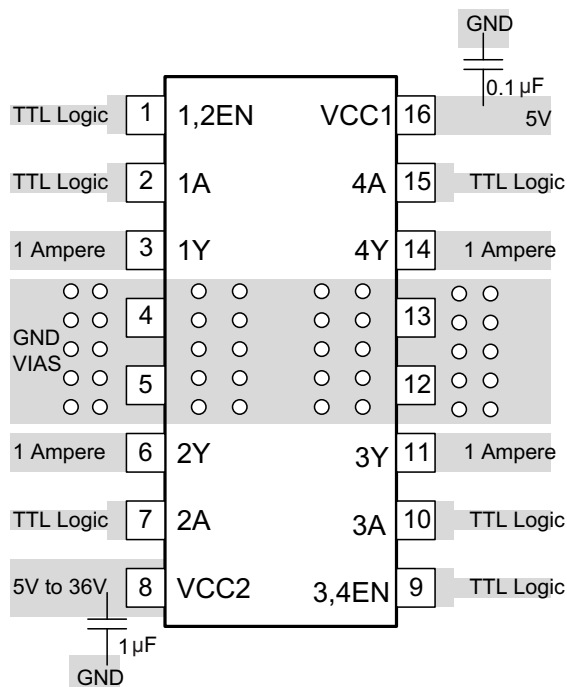 GND
0.1 µF
TTL Logic 1 1,2EN VCC1 16 5V
TTL Logic 2 1A 4A 15 TTL Logic
1 Ampere 3 1Y 4Y 14 1 Ampere
4 13
GND
VIAS
5 12
1 Ampere 6 2Y 3Y 11 1 Ampere
TTL Logic 7 2A 3A 10 TTL Logic
5V to 36V 8 VCC2 3,4EN 9 TTL Logic
1 µF
GND